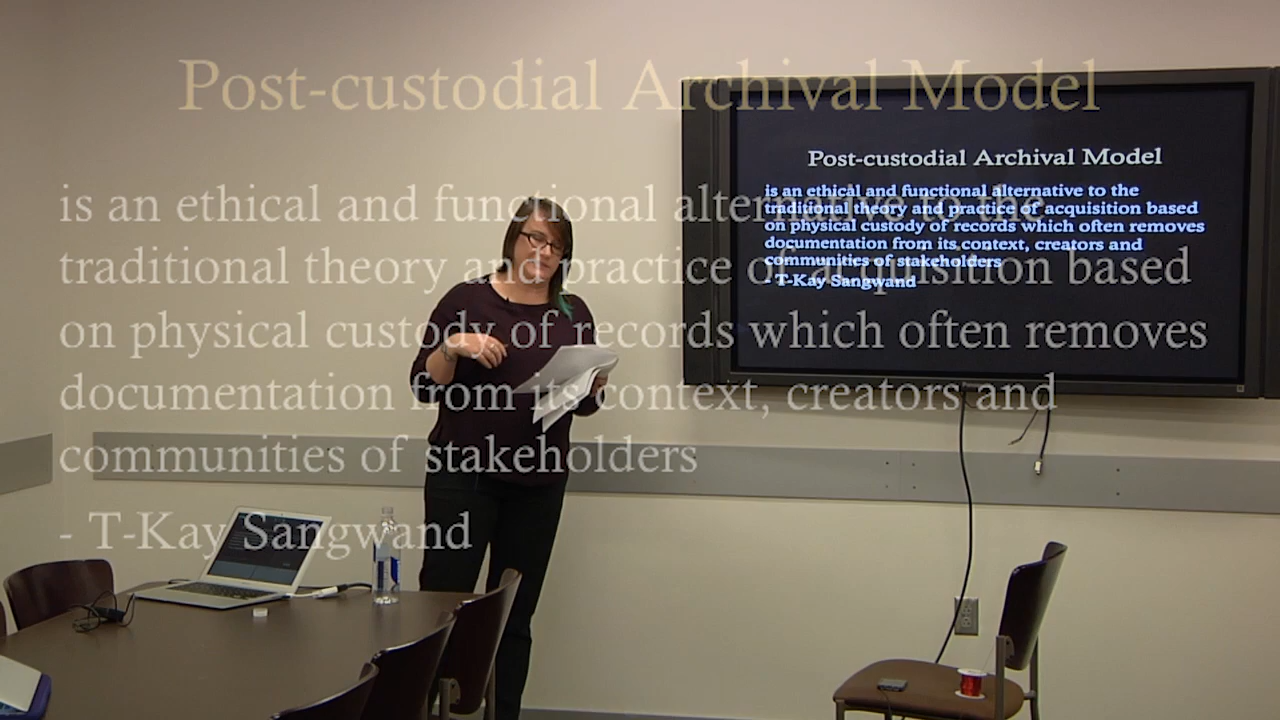 Post-custodial Archival Model
is an ethical and functional alternative to the
traditional theory and practice of acquisition based
on physical custody of records which often removes
documentation from its context, creators and
communities of stakeholders
- T-Kay Sangwand
Post-custodial Archival Model
is an ethical and functional alternative to the
traditional theory and practice of acquisition based
on physical custody of records which often removes
documentation from its context, creators and
communities of stakeholders
- T-Kay Sangwand